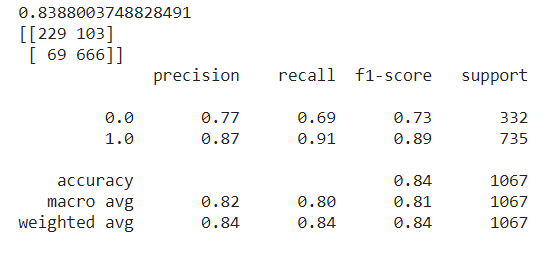 0.8388003748828491
[[229 103]
 [ 69 666]]
              precision    recall  f1-score   support

         0.0       0.77      0.69      0.73       332
         1.0       0.87      0.91      0.89       735

    accuracy                           0.84      1067
   macro avg       0.82      0.80      0.81      1067
weighted avg       0.84      0.84      0.84      1067